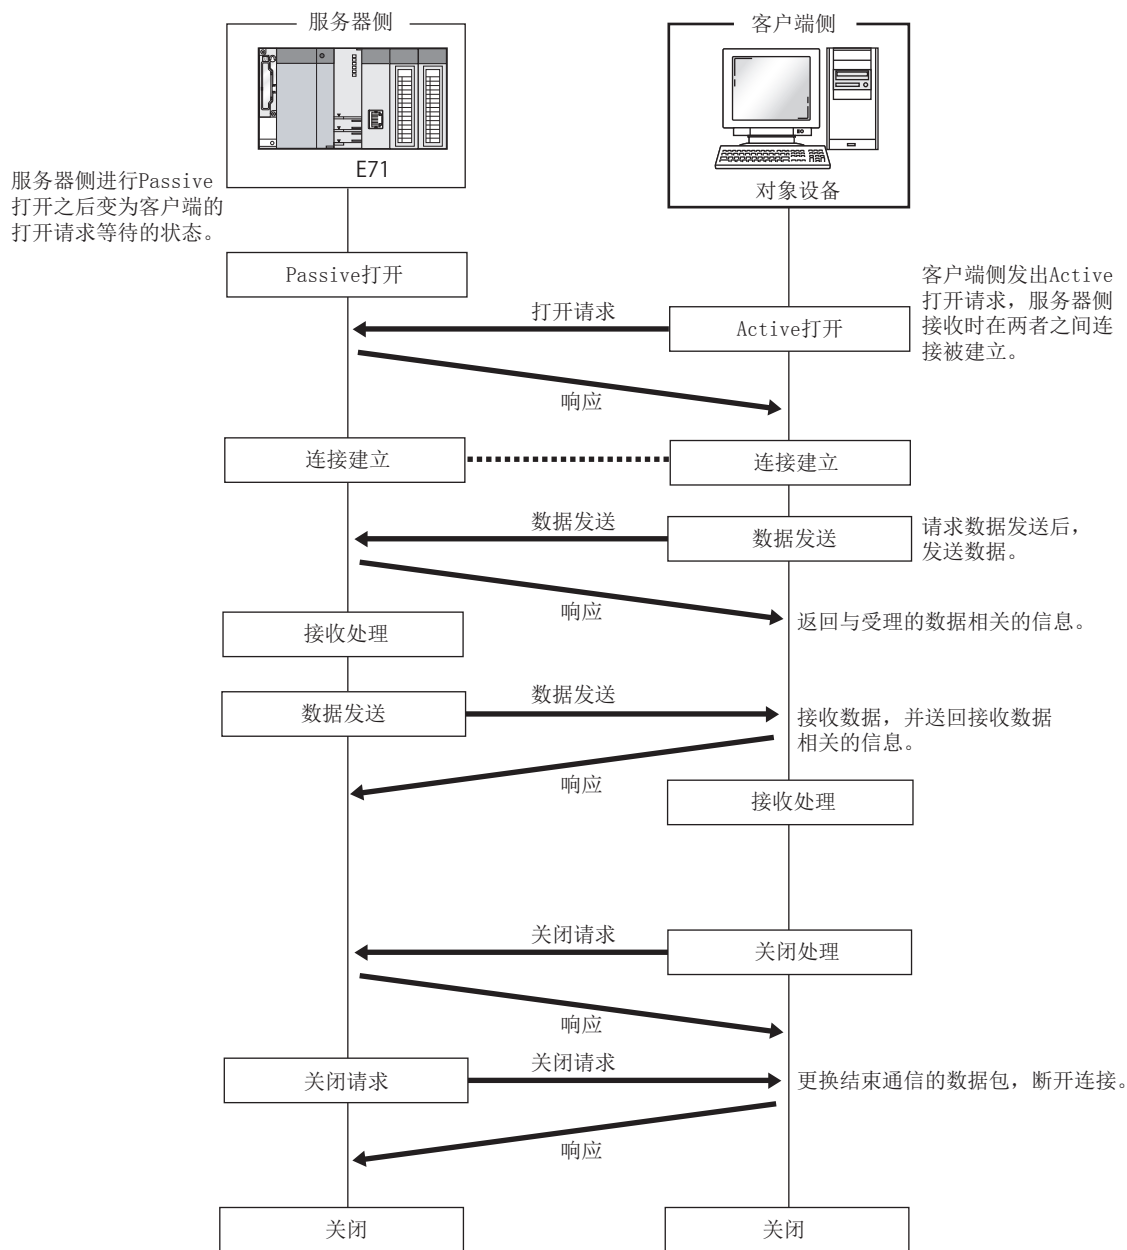 服务器侧
客户端侧
E71
对象设备
服务器侧进行Passive
打开之后变为客户端的
打开请求等待的状态。
Passive打开
客户端侧发出Active
打开请求，服务器侧
接收时在两者之间连
接被建立。
打开请求
Active打开
响应
连接建立
连接建立
数据发送
数据发送
请求数据发送后，
发送数据。
响应
返回与受理的数据相关的信息。
接收处理
数据发送
数据发送
接收数据，并送回接收数据
相关的信息。
响应
接收处理
关闭请求
关闭处理
响应
关闭请求
关闭请求
更换结束通信的数据包，断开连接。
响应
关闭
关闭